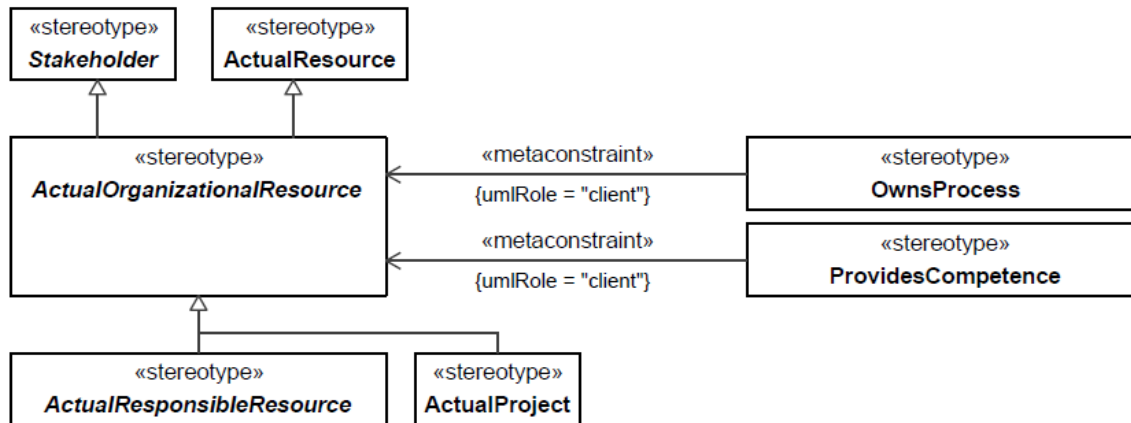 «stereotype»
Stakeholder
«stereotype»
ActualResource
«stereotype»
ActualOrganizationalResource
«metaconstraint»
{umlRole = "client"}
«stereotype»
OwnsProcess
«metaconstraint»
{umlRole = "client"}
«stereotype»
ProvidesCompetence
«stereotype»
ActualResponsibleResource
«stereotype»
ActualProject